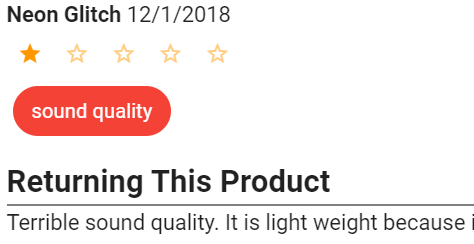 Neon Glitch 12/1/2018
sound quality
Returning This Product
Terrible sound quality. It is light weight because